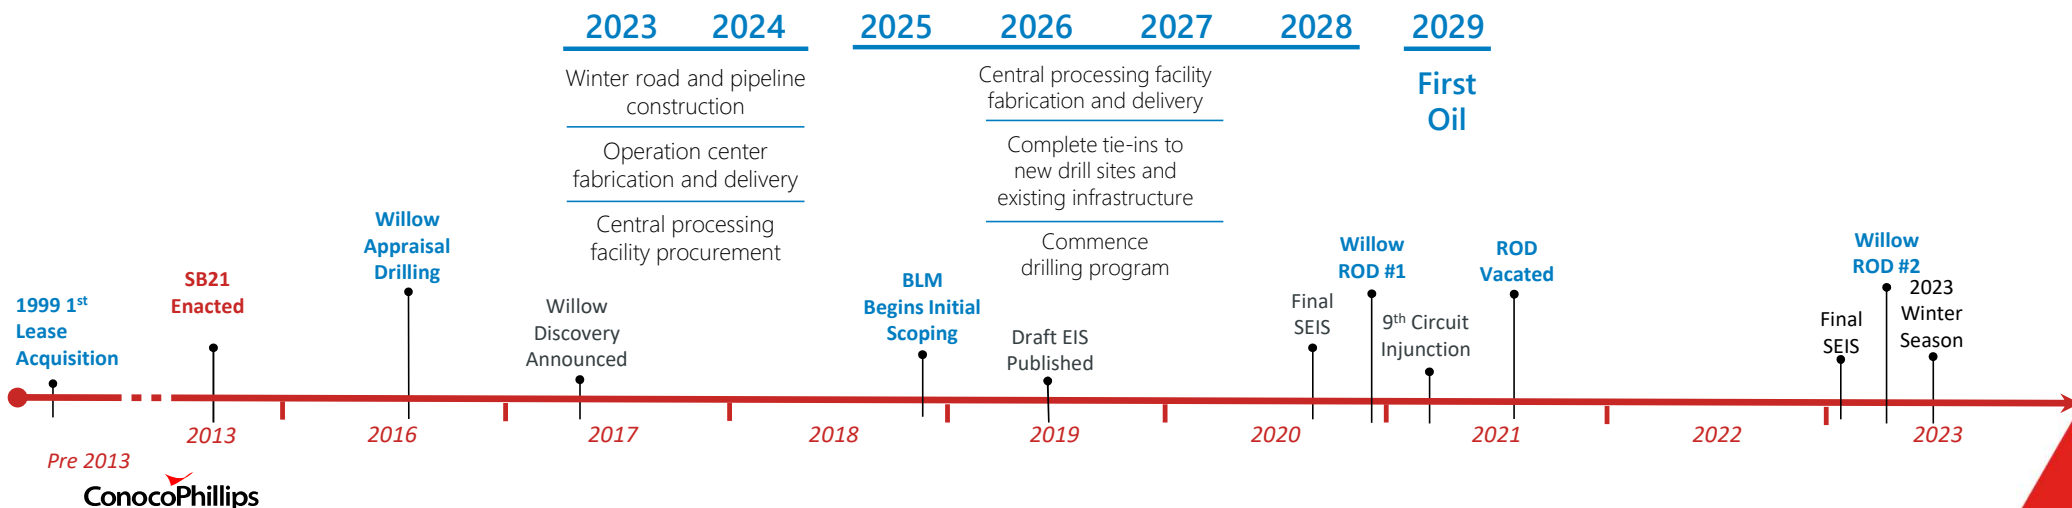 2023 2024 2025 2026 2027 2028 2029
Winter road and pipeline
construction
Operation center
fabrication and delivery
Central processing
facility procurement
Central processing facility
fabrication and delivery
Complete tie-ins to
new drill sites and
existing infrastructure
Commence
drilling program
First
Oil
1999 1st
Lease
Acquisition
SB21
Enacted
Willow
Appraisal
Drilling
Willow
Discovery
Announced
BLM
Begins Initial
Scoping
Draft EIS
Published
Final
SEIS
Willow
ROD #1
9th Circuit
Injunction
ROD
Vacated
Final
SEIS
Willow
ROD #2
2023
Winter
Season
Pre 2013
2013 2016 2017 2018 2019 2020 2021 2022 2023
ConocoPhillips